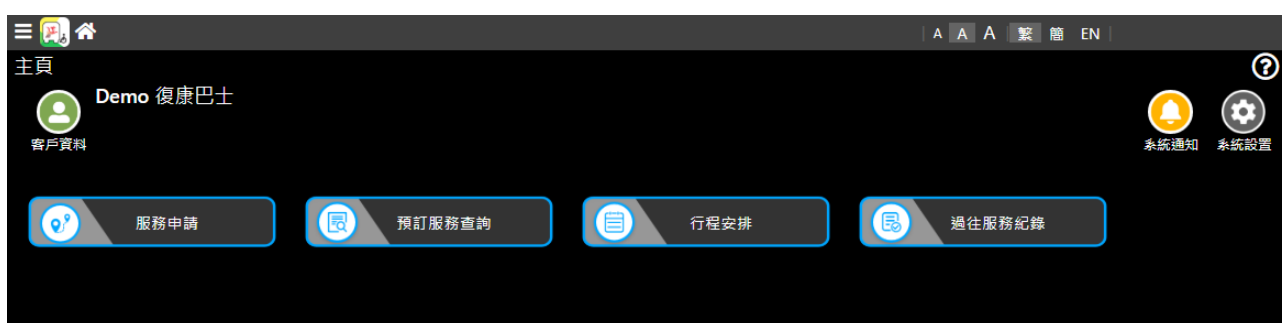 A A A 繁 簡 EN
主頁
Demo 復康巴士
客戶資料
系統通知 系統設置
服務申請 預訂服務查詢 行程安排 過往服務紀錄